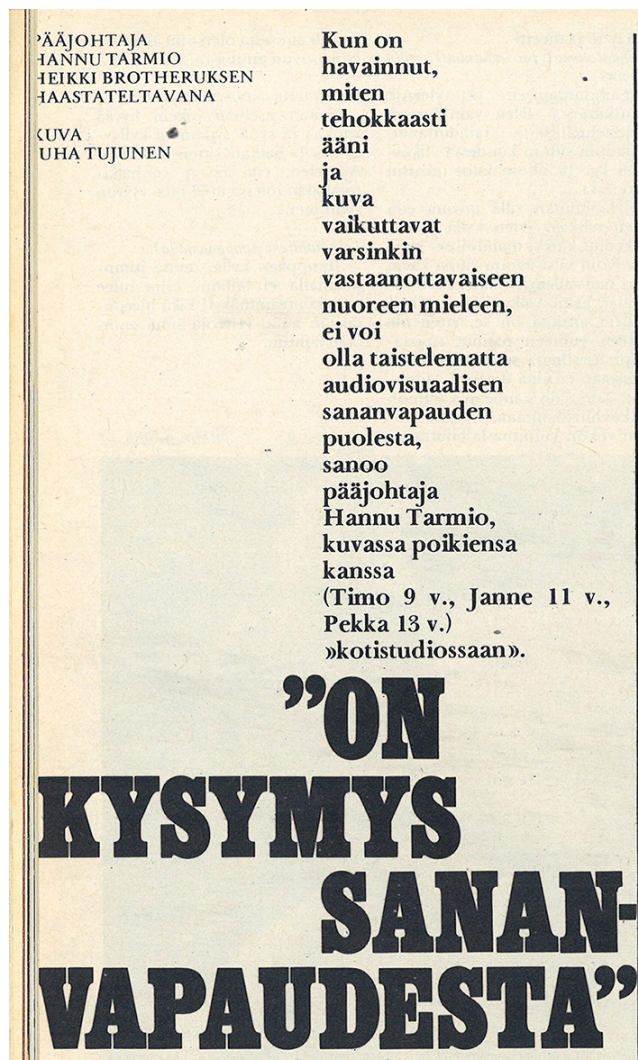 PÄÄJOHTAJA
HANNU TARMIO
HEIKKI BROTHERUKSEN
HAASTATELTAVANA
KUVA
JUHA TUJUNEN
Kun on
havainnut,
miten
tehokkaasti
ääni
ja
kuva
vaikuttavat
varsinkin
vastaanottavaiseen
nuoreen mieleen,
ei voi
olla taistelematta
audiovisuaalisen
sananvapauden
puolesta,
sanoo
pääjohtaja
Hannu Tarmio,
kuvassa poikiensa
kanssa
(Timo 9 v., Janne 11 v.,
Pekka 13 v.)
»kotistudiossaan».
”ON
KYSYMYS
SANAN-
VAPAUDESTA”